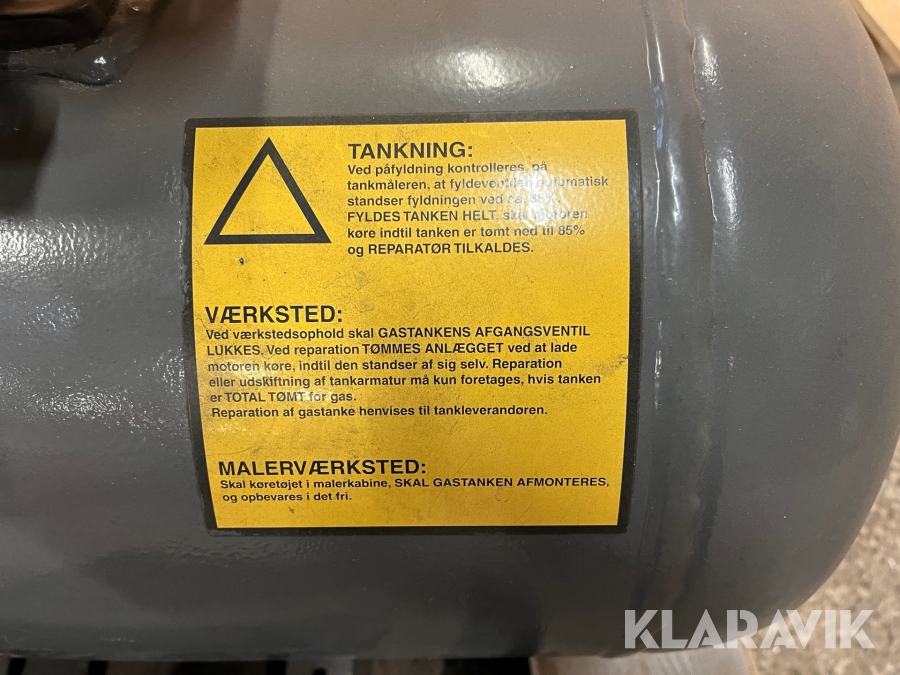 TANKNING:
Ved påfyldning kontrolleres, på
tankmåleren, at fyldeventilen automatisk
standser fyldningen ved ca. 85%.
FYLDES TANKEN HELT, skal motoren
køre indtil tanken er tømt ned til 85%
og REPARATØR TILKALDES.
VÆRKSTED:
Ved værkstedsophold skal GASTANKENS AFGANGSVENTIL
LUKKES. Ved reparation TØMMES ANLÆGGET ved at lade
motoren køre, indtil den standser af sig selv. Reparation
eller udskiftning af tankarmatur må kun foretages, hvis tanken
er TOTAL TØMT for gas.
Reparation af gastanke henvises til tankleverandøren.
MALERVÆRKSTED:
Skal køretøjet i malerkabine, SKAL GASTANKEN AFMONTERES,
og opbevares i det fri.
KLARAVIK